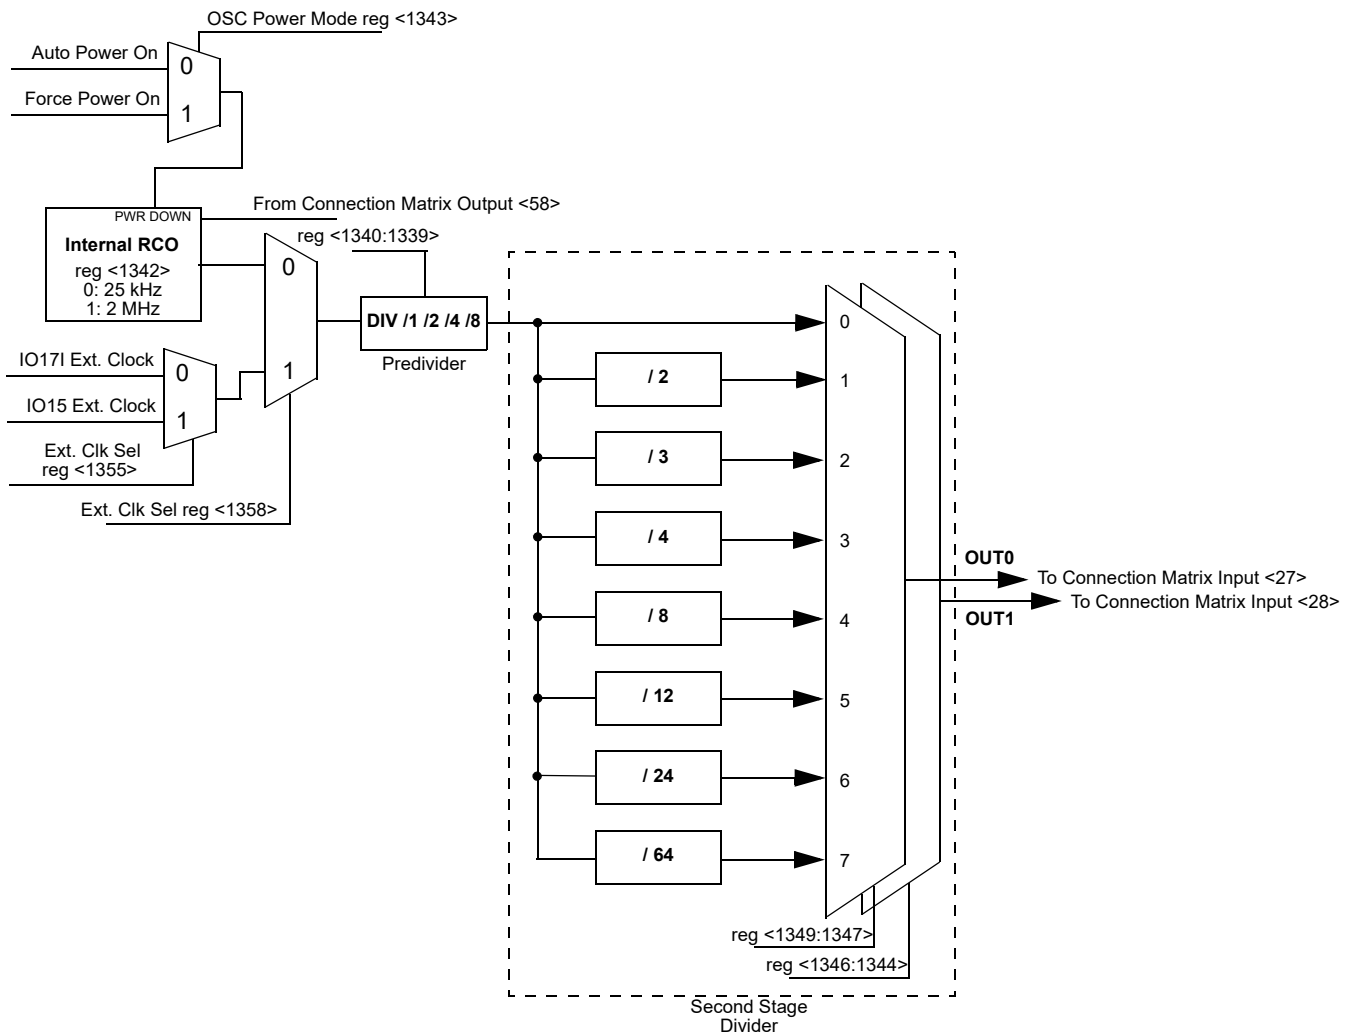 OSC Power Mode reg <1343>
Auto Power On
0
Force Power On
1
PWR DOWN
From Connection Matrix Output <58>
Internal RCO
reg <1342>
0: 25 kHz
1: 2 MHz
reg <1340:1339>
0
1
DIV /1 /2 /4 /8
Predivider
IO17I Ext. Clock
0
IO15 Ext. Clock
1
Ext. Clk Sel
reg <1355>
Ext. Clk Sel reg <1358>
0
/ 2
1
/ 3
2
/ 4
3
/ 8
4
/ 12
5
/ 24
6
/ 64
7
OUT0
To Connection Matrix Input <27>
To Connection Matrix Input <28>
OUT1
reg <1349:1347>
reg <1346:1344>
Second Stage
Divider